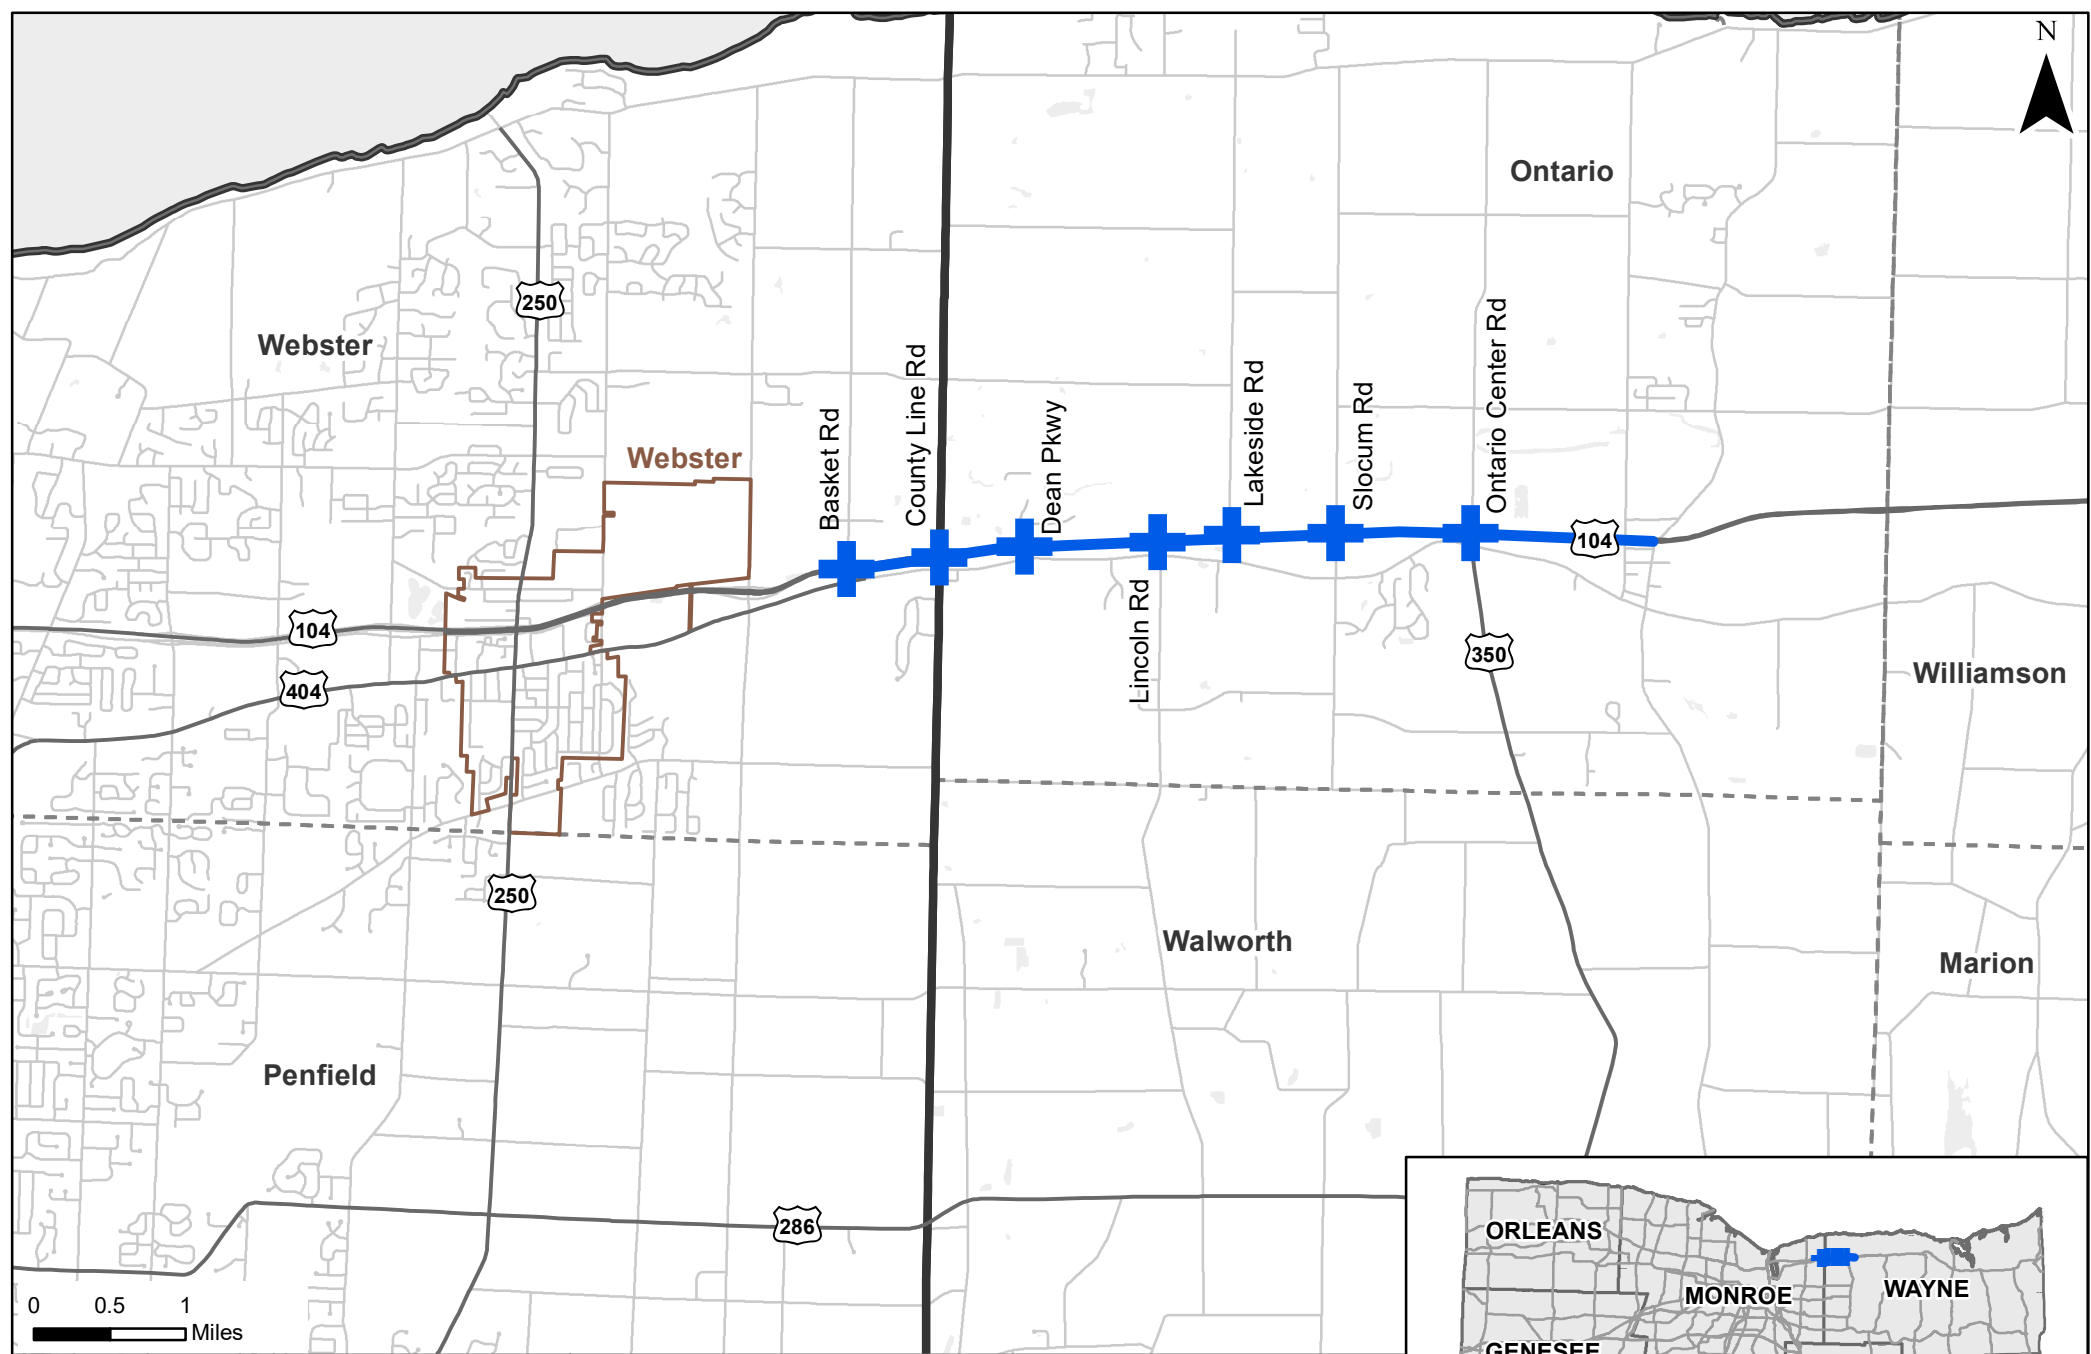 N
Ontario
250
Webster
Ontario Center Rd
County Line Rd
Lakeside Rd
Slocum Rd
Dean Pkwy
Basket Rd
Webster
104
104
Lincoln Rd
350
Williamson
404
250
Walworth
Marion
Penfield
286
ORLEANS
MONROE
WAYNE
GENESEE
0 0.5 1
Miles